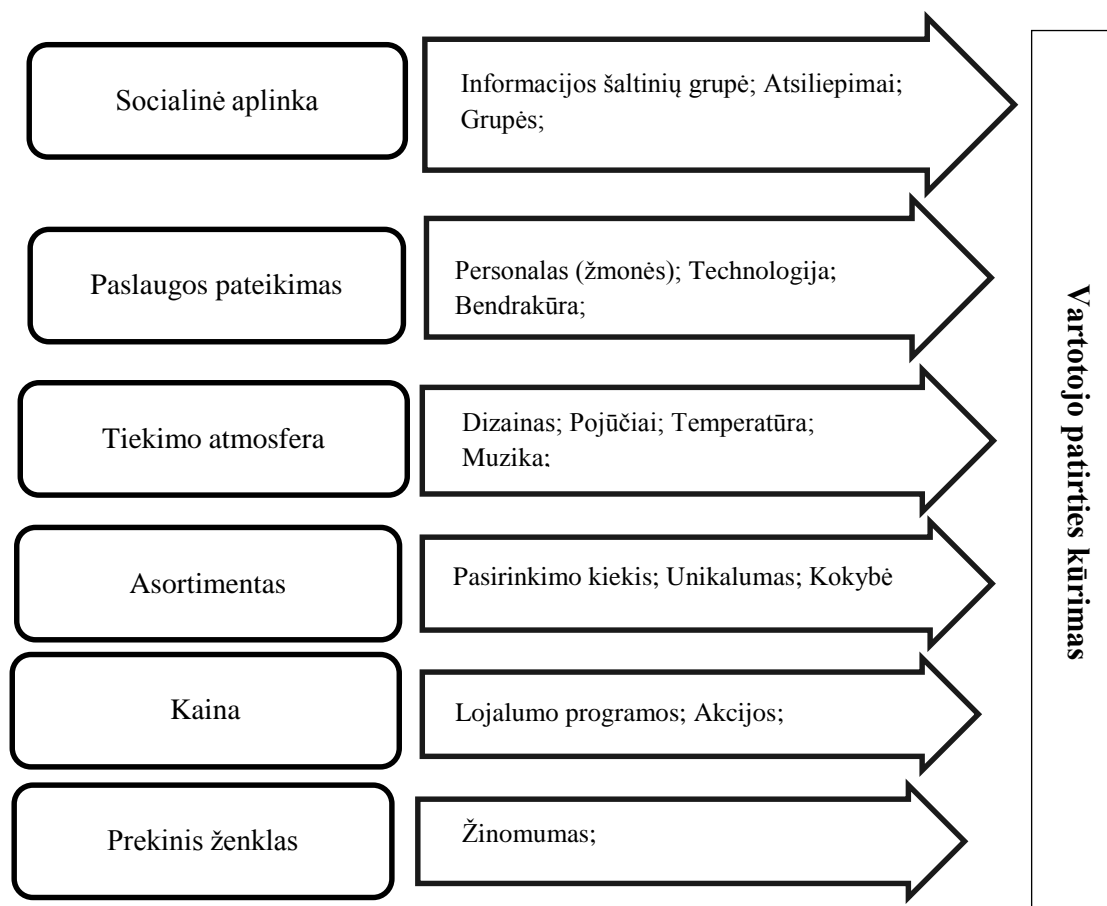 Socialinė aplinka
Informacijos šaltinių grupė; Atsiliepimai;
Grupės;
Paslaugos pateikimas
Personalas (žmonės); Technologija;
Bendrakūra;
Tiekimo atmosfera
Dizainas; Pojūčiai; Temperatūra;
Muzika;
Asortimentas
Pasirinkimo kiekis; Unikalumas; Kokybė
Kaina
Lojalumo programos; Akcijos;
Prekinis ženklas
Žinomumas;
Vartotojo patirties kūrimas